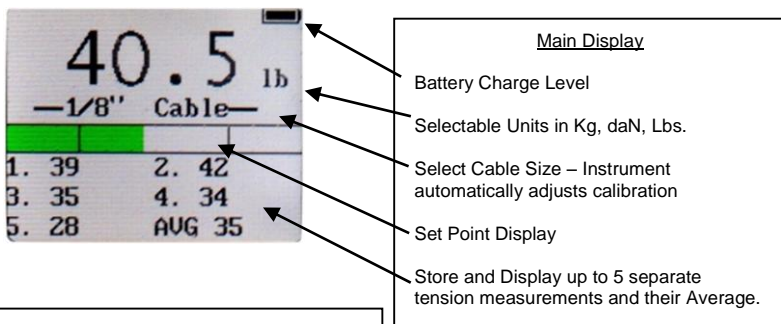 40.5 lb
—1/8'' Cable—
1. 39 2. 42
3. 35 4. 34
5. 28 AVG 35
Main Display
Battery Charge Level
Selectable Units in Kg, daN, Lbs.
Select Cable Size – Instrument
automatically adjusts calibration
Set Point Display
Store and Display up to 5 separate
tension measurements and their Average.